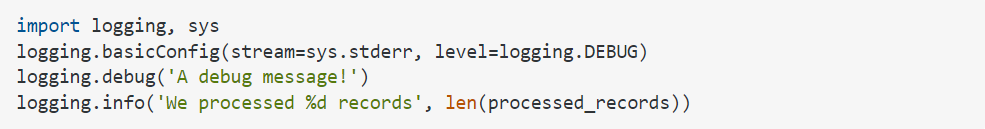 import logging, sys
logging.basicConfig(stream=sys.stderr, level=logging.DEBUG)
logging.debug('A debug message!')
logging.info('We processed %d records', len(processed_records))